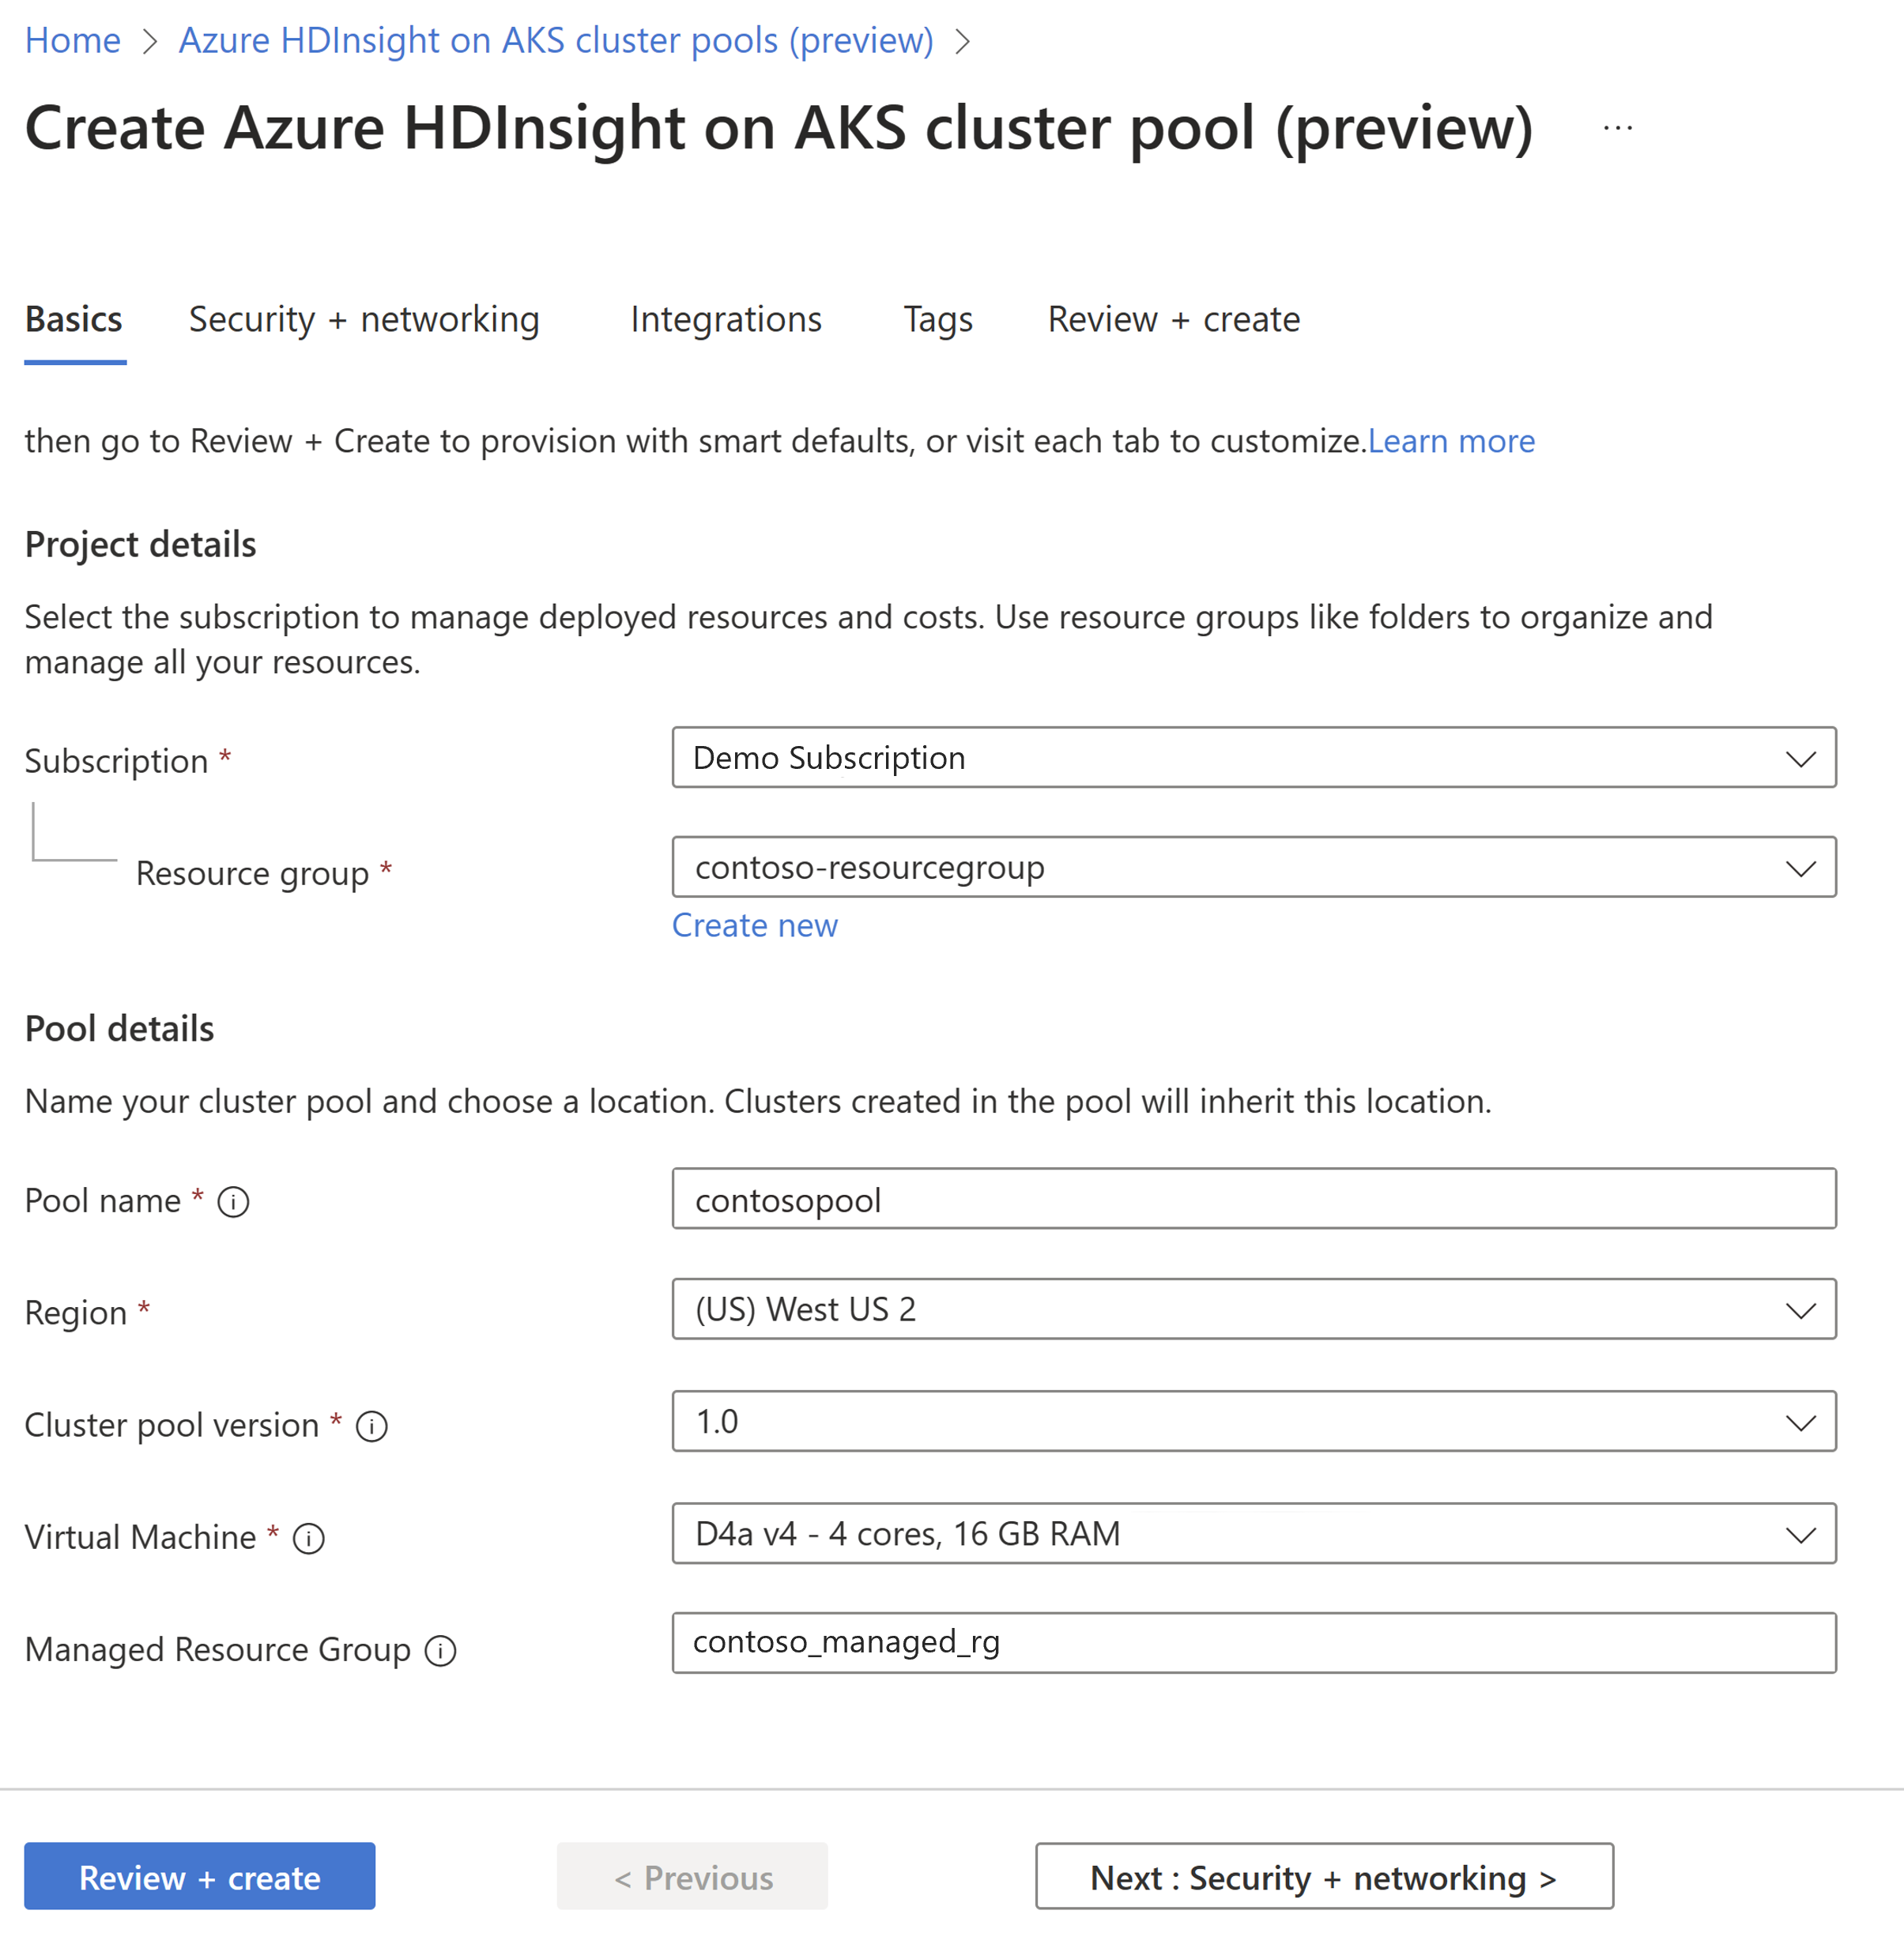 Home > Azure HDInsight on AKS cluster pools (preview) >
Create Azure HDInsight on AKS cluster pool (preview) ...
Basics Security + networking Integrations Tags Review + create
then go to Review + Create to provision with smart defaults, or visit each tab to customize.Learn more
Project details
Select the subscription to manage deployed resources and costs. Use resource groups like folders to organize and
manage all your resources.
Subscription * Demo Subscription
Resource group * contoso-resourcegroup
Create new
Pool details
Name your cluster pool and choose a location. Clusters created in the pool will inherit this location.
Pool name * contosopool
Region * (US) West US 2
Cluster pool version * 1.0
Virtual Machine * D4a v4 - 4 cores, 16 GB RAM
Managed Resource Group contoso_managed_rg
Review + create < Previous Next : Security + networking >